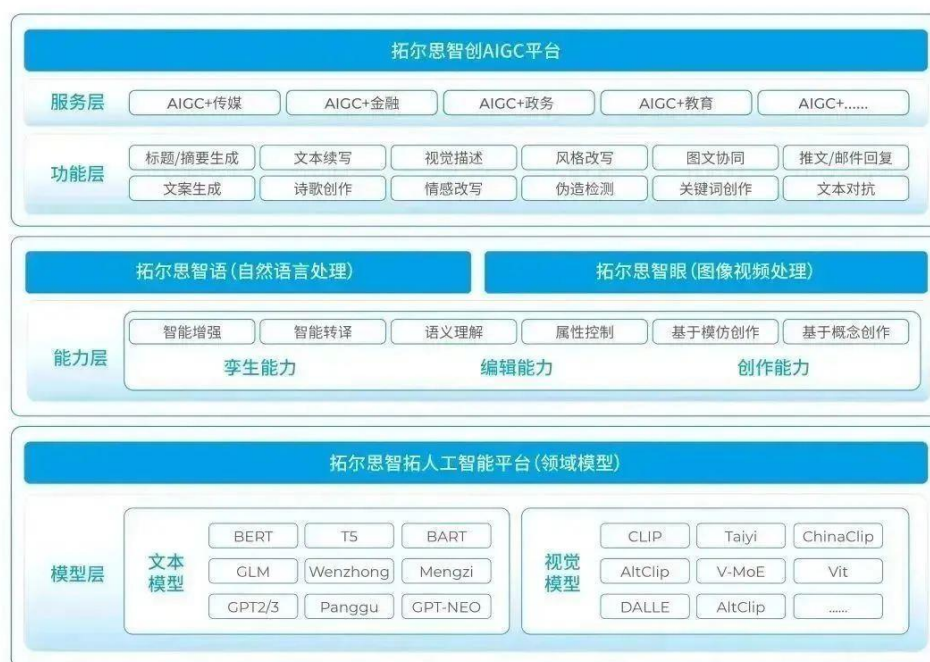 拓尔思智创AIGC平台
服务层 AIGC+传媒 AIGC+金融 AIGC+政务 AIGC+教育 AIGC+......
功能层
标题/摘要生成 文本续写 视觉描述 风格改写 图文协同 推文/邮件回复
文案生成 诗歌创作 情感改写 伪造检测 关键词创作 文本对抗
拓尔思智语(自然语言处理) 拓尔思智眼(图像视频处理)
能力层
智能增强 智能转译 语义理解 属性控制 基于模仿创作 基于概念创作
孪生能力 编辑能力 创作能力
拓尔思智拓人工智能平台(领域模型)
模型层
文本
模型
BERT T5 BART
GLM Wenzhong Mengzi
GPT2/3 Panggu GPT-NEO
视觉
模型
CLIP Taiyi ChinaClip
AltClip V-MoE Vit
DALLE AltClip ......